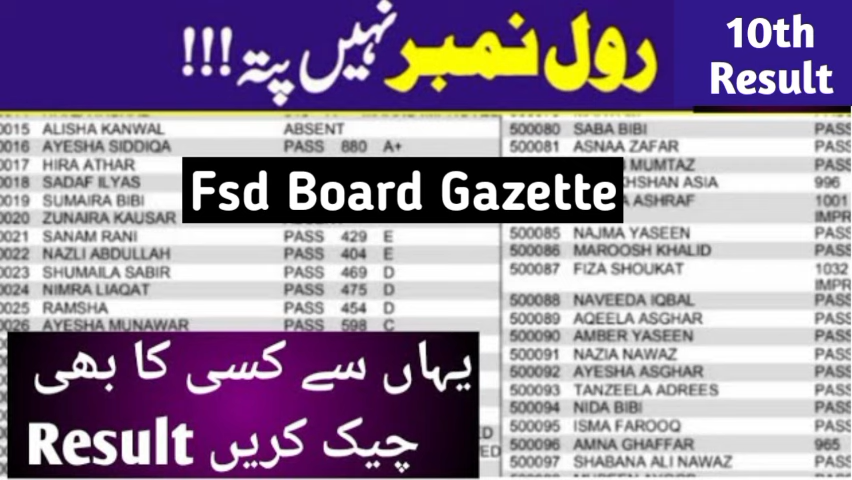 رول نمبر نہیں پتہ !!!
10th
Result
0015 ALISHA KANWAL ABSENT
0016 AYESHA SIDDIQA PASS 880 A+
0017 HIRA ATHAR
0018 SADAF ILYAS
0019 SUMAIRA BIBI
0020 ZUNAIRA KAUSAR
0021 SANAM RANI PASS 429 E
0022 NAZLI ABDULLAH PASS 404 E
0023 SHUMAILA SABIR PASS 469 D
0024 NIMRA LIAQAT PASS 475 D
0025 RAMSHA PASS 454 D
0026 AYESHA MUNAWAR PASS 598 C
Fsd Board Gazette
500080 SABA BIBI PASS
500081 ASNAA ZAFAR PASS
MUMTAZ PASS
KHSHAN ASIA 996
ASHRAF 1001
IMPR
500085 NAJMA YASEEN PASS
500086 MAROOSH KHALID PASS
500087 FIZA SHOUKAT 1032
IMPR
500088 NAVEEDA IQBAL PASS
500089 AQEELA ASGHAR PASS
500090 AMBER YASEEN PASS
500091 NAZIA NAWAZ PASS
500092 AYESHA ASGHAR PASS
500093 TANZEELA ADREES PASS
500094 NIDA BIBI PASS
500095 ISMA FAROOQ PASS
500096 AMNA GHAFFAR 965
500097 SHABANA ALI NAWAZ PASS
یہاں سے کسی کا بھی
Result چیک کریں